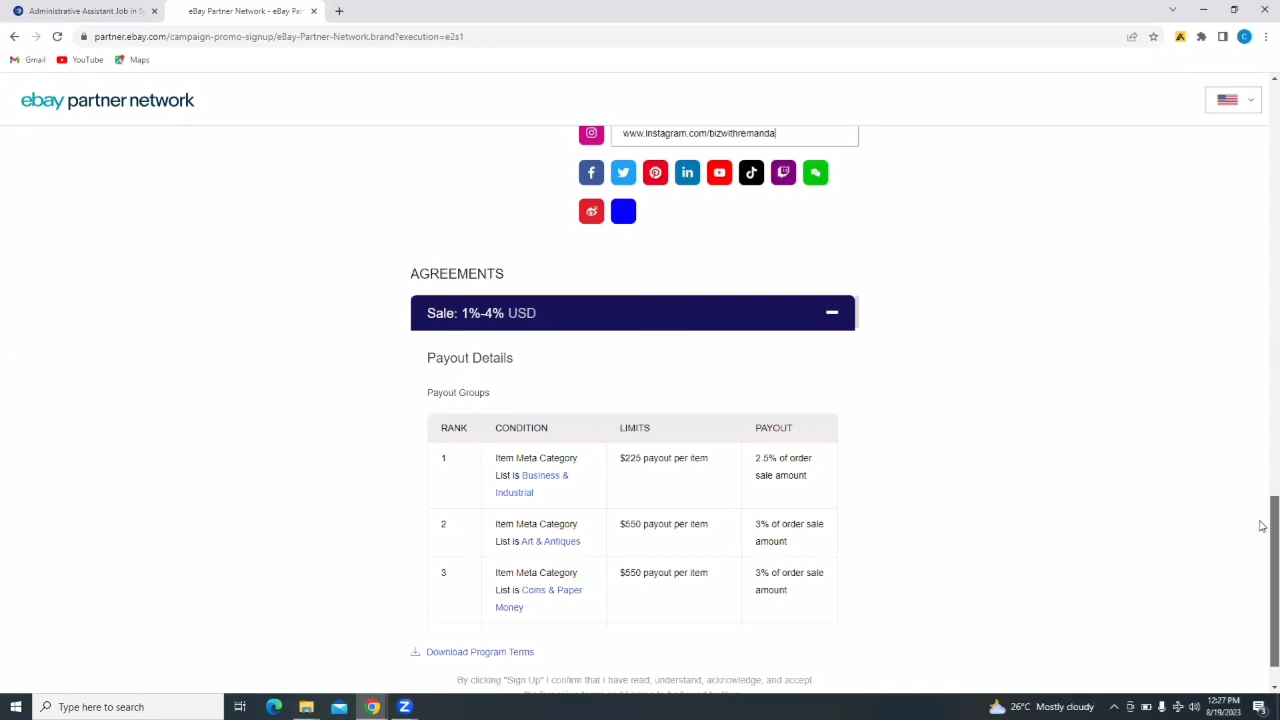 Administrative Assistant Job in Sy
eBay Partner Network - eBay Par
partner.ebay.com/campaign-promo-signup/eBay-Partner-Network.brand?execution=e2s1
C
Gmail
YouTube
Maps
ebay partner network
www.instagram.com/bizwithremanda
AGREEMENTS
Sale: 1%-4% USD
Payout Details
Payout Groups
RANK CONDITION LIMITS PAYOUT
1 Item Meta Category List is Business & Industrial $225 payout per item 2.5% of order sale amount
2 Item Meta Category List is Art & Antiques $550 payout per item 3% of order sale amount
3 Item Meta Category List is Coins & Paper Money $550 payout per item 3% of order sale amount
Download Program Terms
By clicking "Sign Up" I confirm that I have read, understand, acknowledge, and accept
Type here to search
26°C Mostly cloudy
12:27 PM
8/19/2023